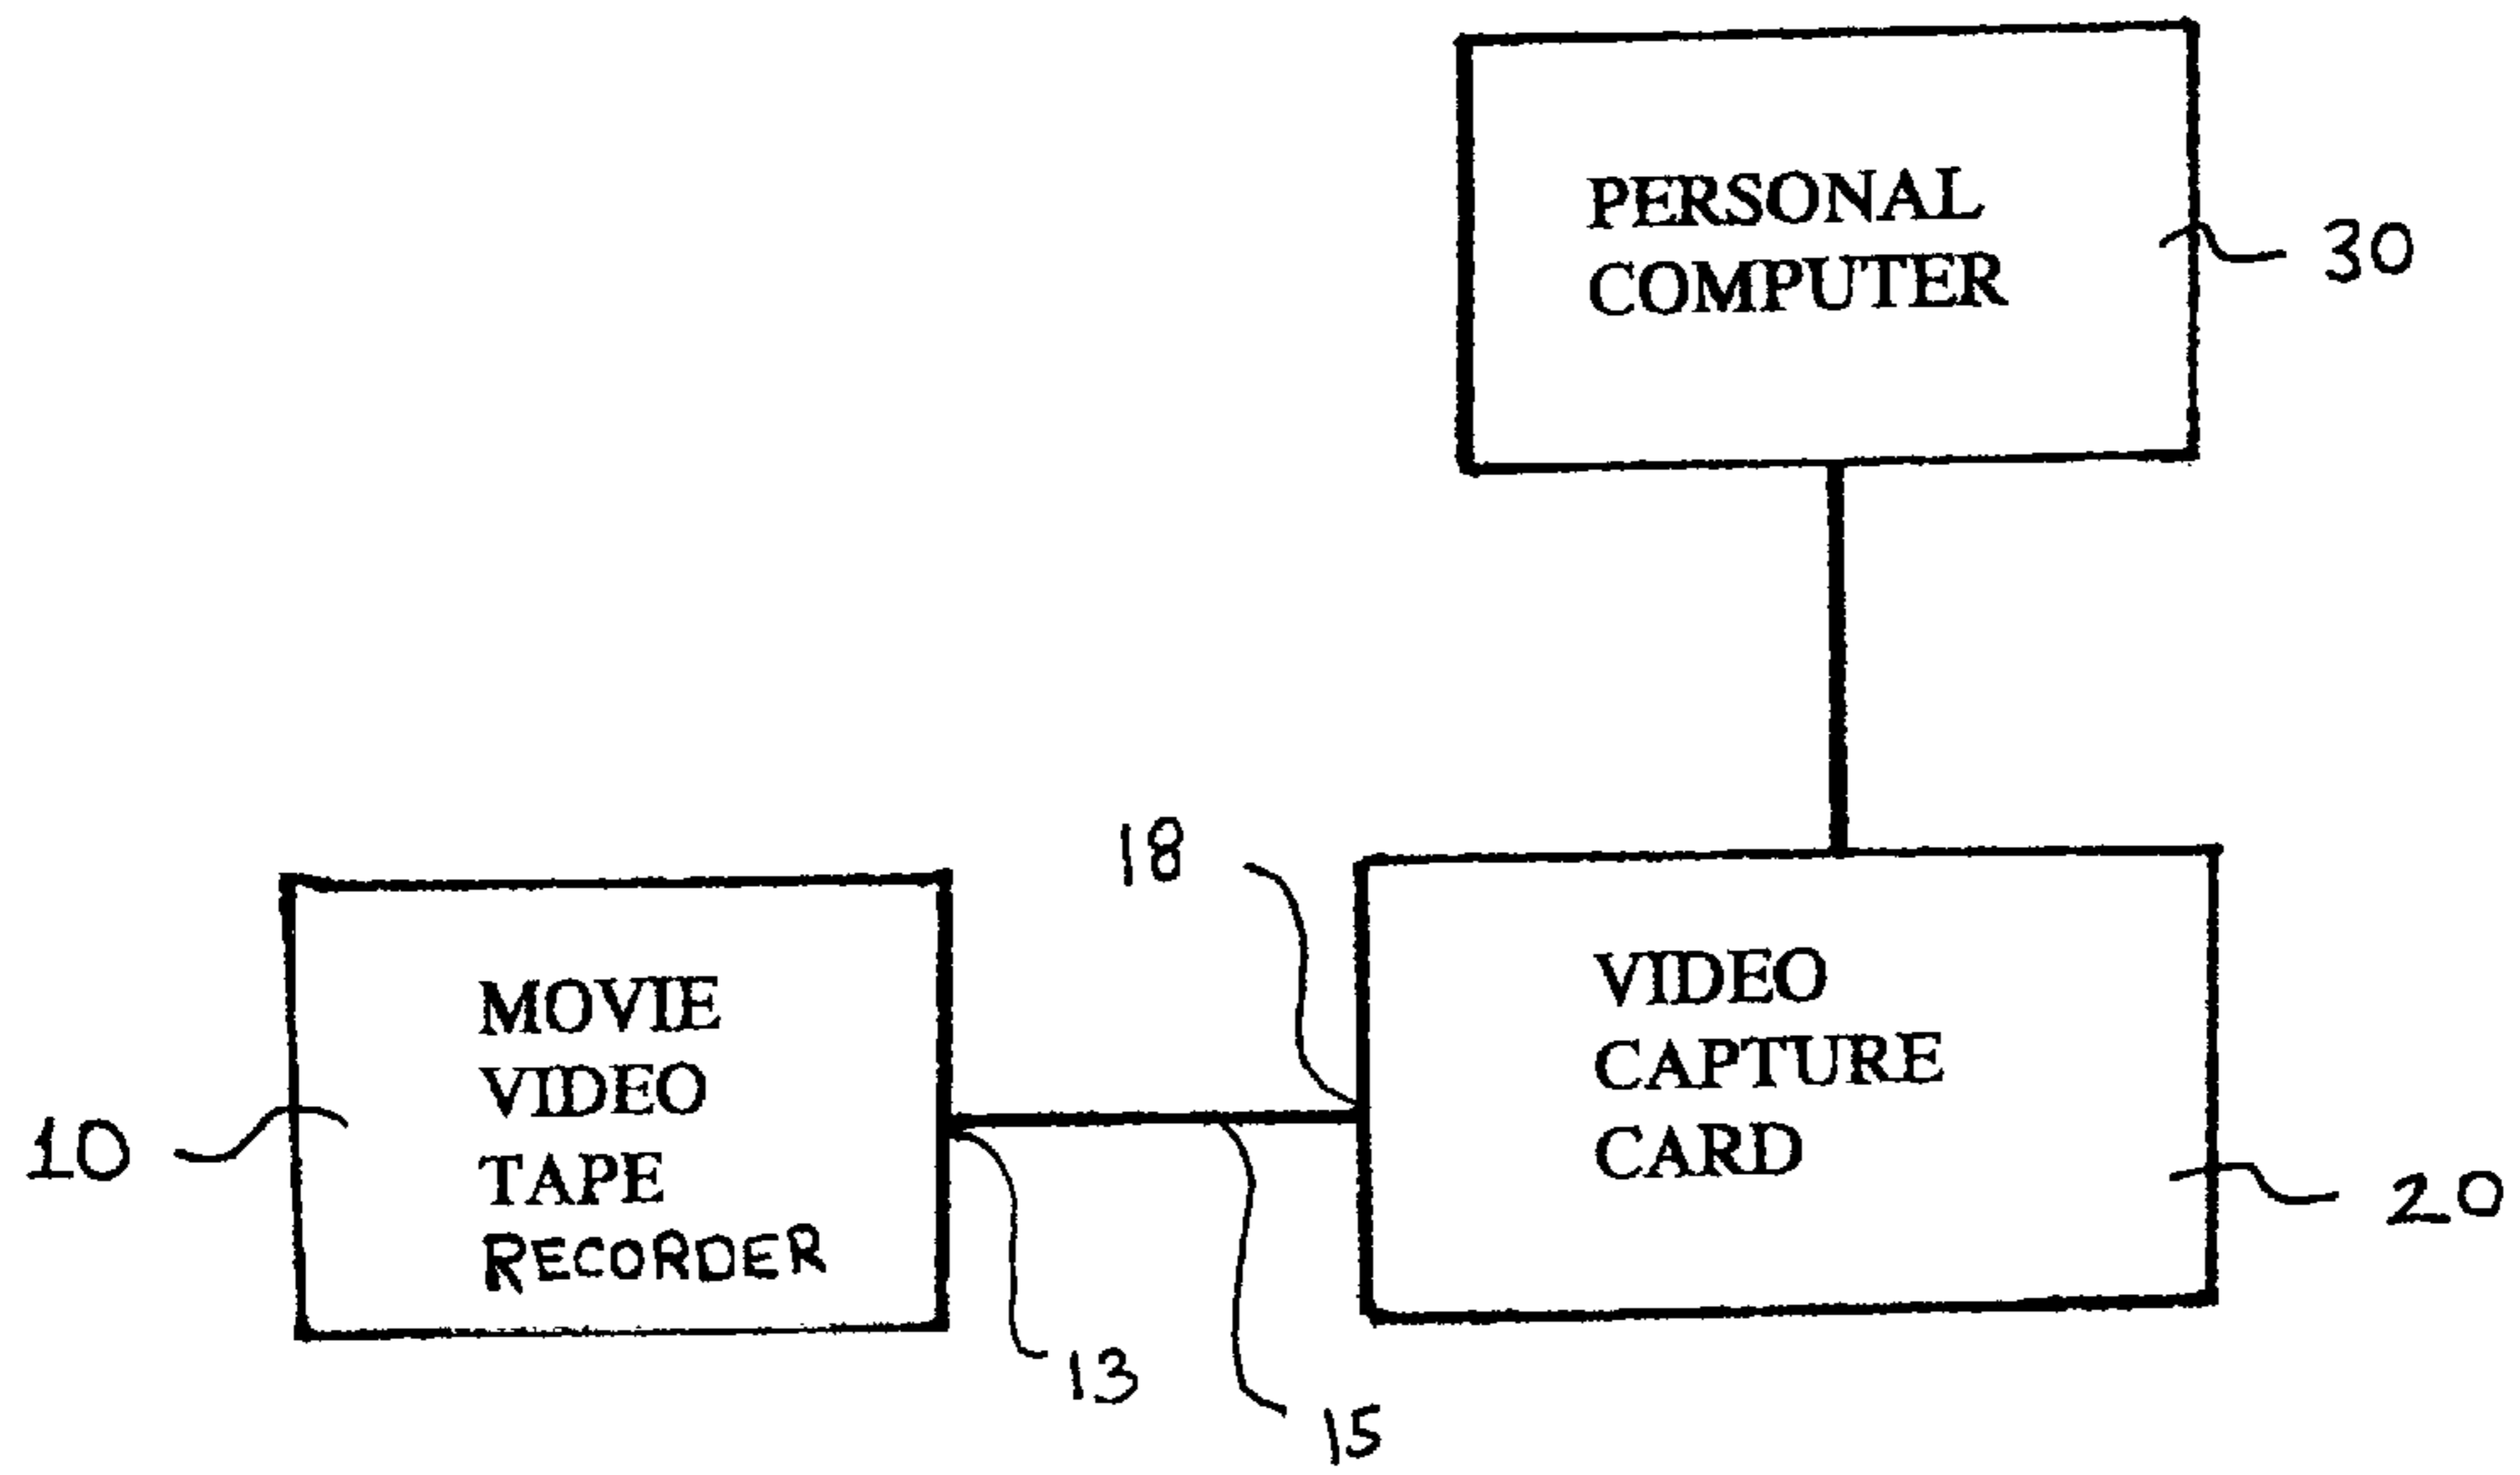 PERSONAL
COMPUTER
30
18
MOVIE
VIDEO
TAPE
RECORDER
10
VIDEO
CAPTURE
CARD
20
13
15